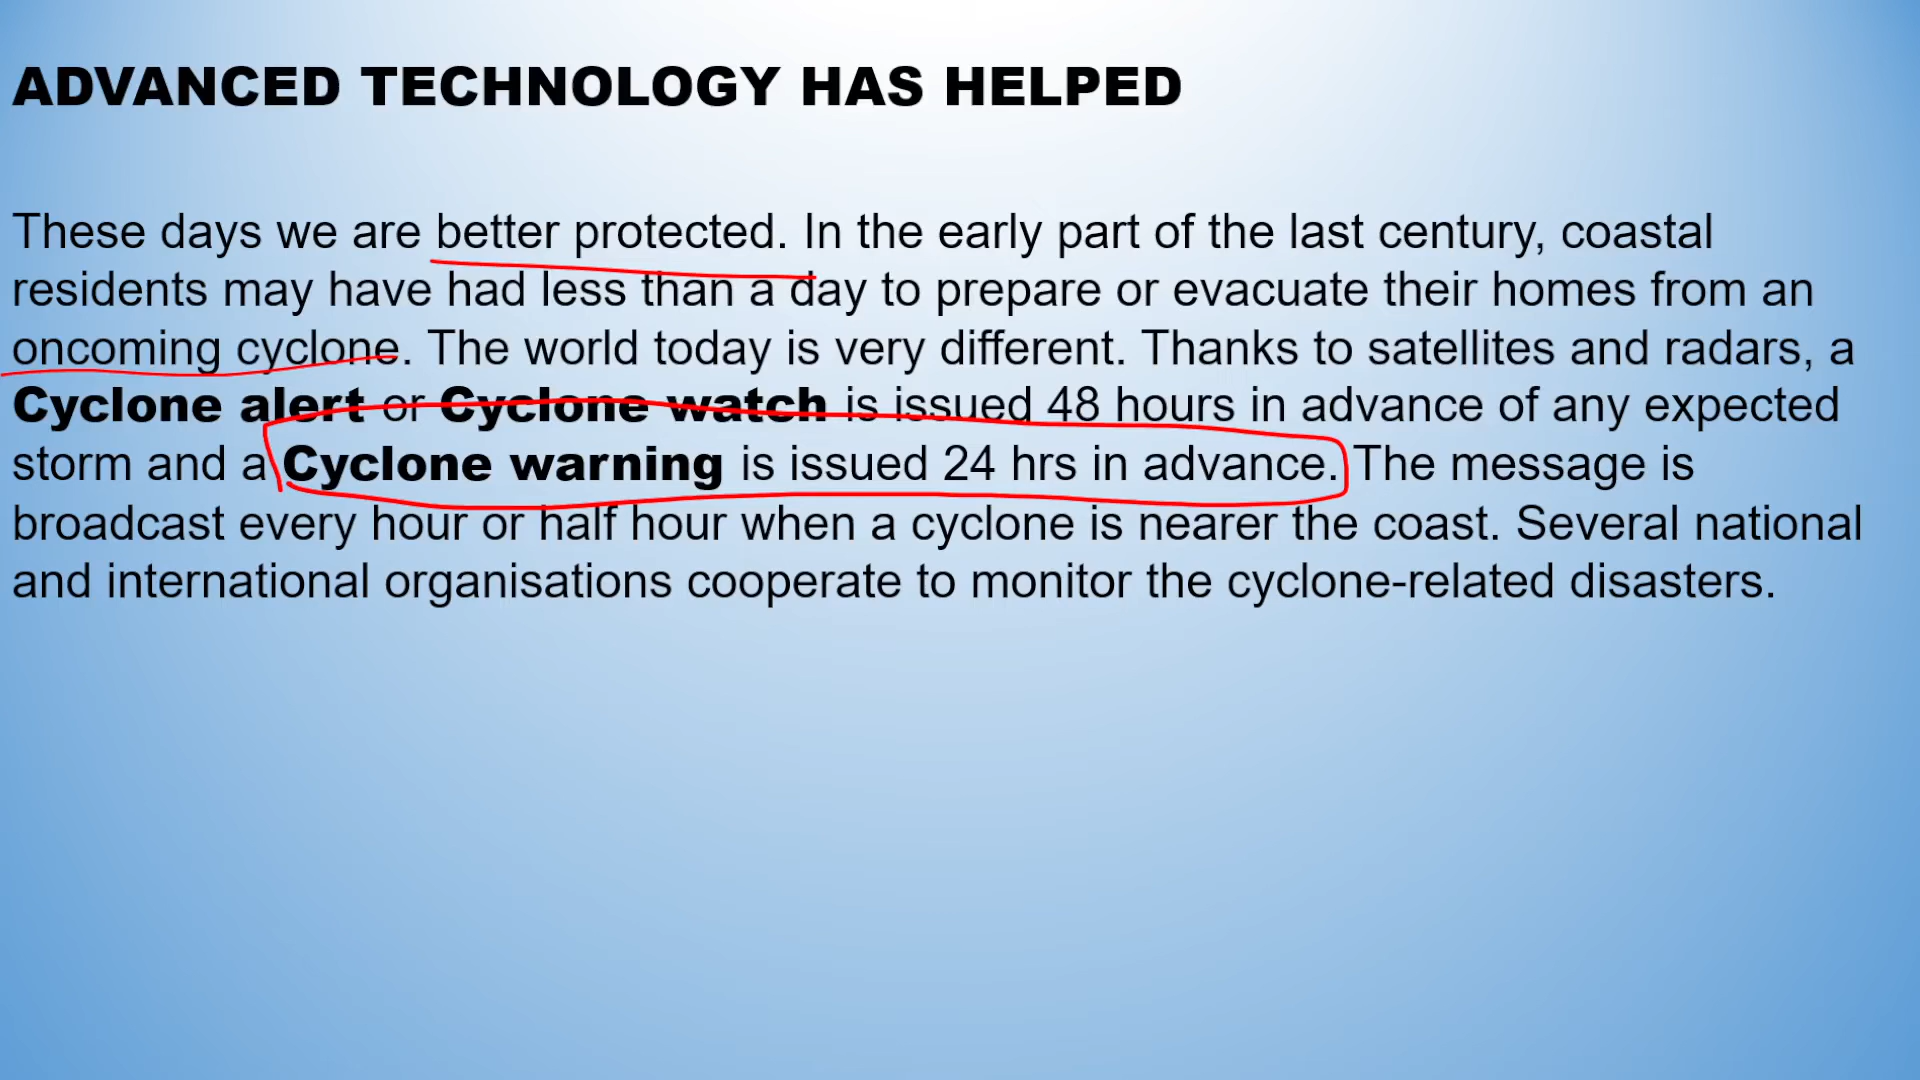 ADVANCED TECHNOLOGY HAS HELPED
These days we are better protected. In the early part of the last century, coastal
residents may have had less than a day to prepare or evacuate their homes from an
oncoming cyclone. The world today is very different. Thanks to satellites and radars, a
Cyclone alert or Cyclone watch is issued 48 hours in advance of any expected
storm and a Cyclone warning is issued 24 hrs in advance. The message is
broadcast every hour or half hour when a cyclone is nearer the coast. Several national
and international organisations cooperate to monitor the cyclone-related disasters.